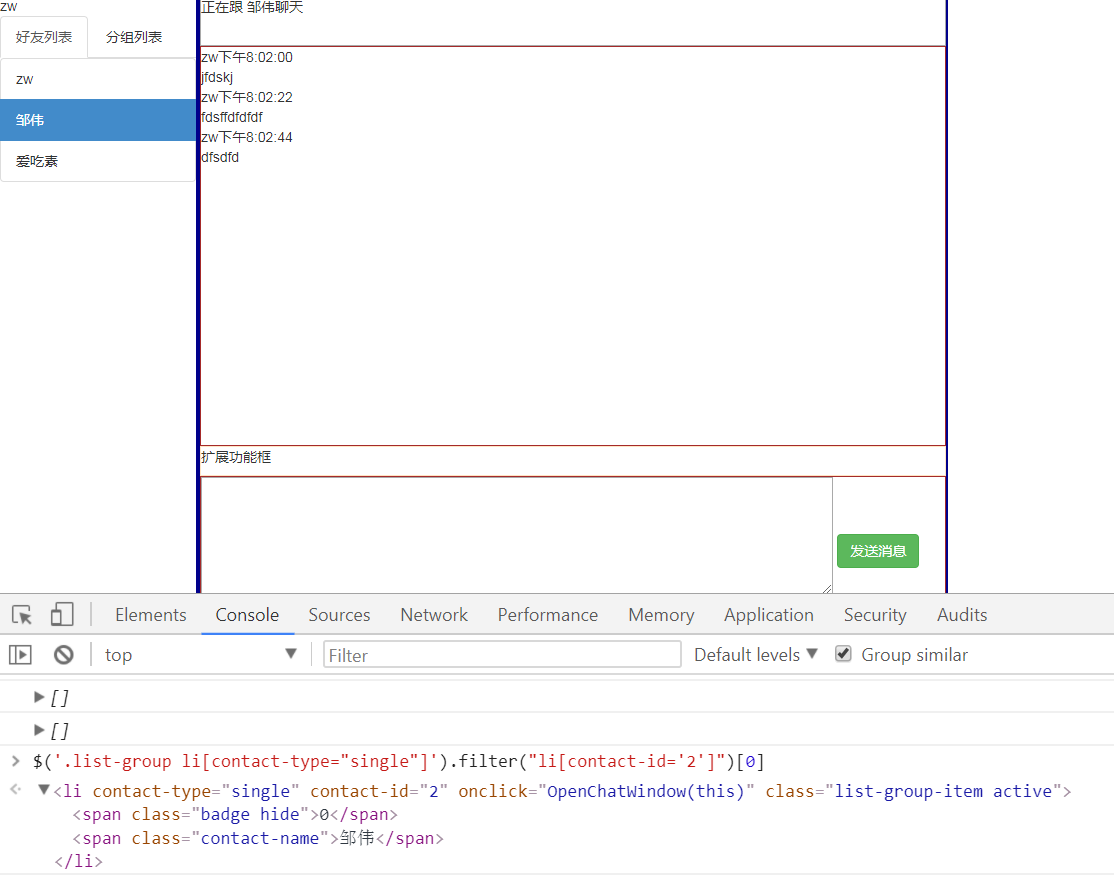 zw
正在跟 邹伟聊天
好友列表 分组列表
zw
邹伟
爱吃素
zw下午8:02:00
jfdskj
zw下午8:02:22
fdsffdfdfdf
zw下午8:02:44
dfsdfd
扩展功能框
发送消息
Elements Console Sources Network Performance Memory Application Security Audits
top Filter Default levels Group similar
[]
[]
$('.list-group li[contact-type="single"]').filter("li[contact-id='2']")[0]
<li contact-type="single" contact-id="2" onclick="OpenChatWindow(this)" class="list-group-item active">
<span class="badge hide">0</span>
<span class="contact-name">邹伟</span>
</li>